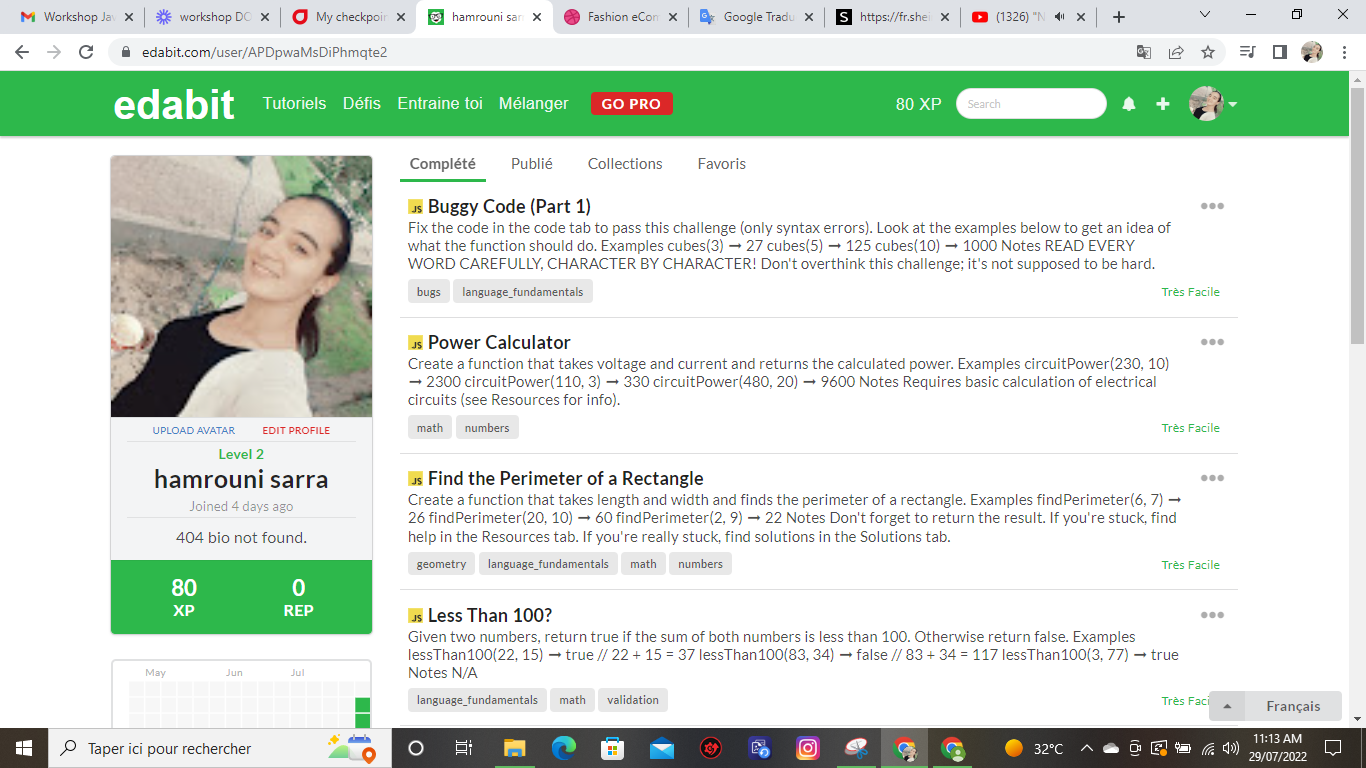 Workshop Jav
workshop DO
My checkpoin
hamrouni sar
Fashion eCom
Google Tradu
S
https://fr.shei
(1326) "N
edabit.com/user/APDpwaMsDiPhmqte2
edabit
Tutoriels
Défis
Entraine toi
Mélanger
GO PRO
80 XP
Search
Complété
Publié
Collections
Favoris
JS Buggy Code (Part 1)
Fix the code in the code tab to pass this challenge (only syntax errors). Look at the examples below to get an idea of
what the function should do. Examples cubes(3) ➞ 27 cubes(5) ➞ 125 cubes(10) ➞ 1000 Notes READ EVERY
WORD CAREFULLY, CHARACTER BY CHARACTER! Don't overthink this challenge; it's not supposed to be hard.
bugs
language_fundamentals
Très Facile
JS Power Calculator
Create a function that takes voltage and current and returns the calculated power. Examples circuitPower(230, 10)
➞ 2300 circuitPower(110, 3) ➞ 330 circuitPower(480, 20) ➞ 9600 Notes Requires basic calculation of electrical
circuits (see Resources for info).
math
numbers
Très Facile
JS Find the Perimeter of a Rectangle
Create a function that takes length and width and finds the perimeter of a rectangle. Examples findPerimeter(6, 7) ➞
26 findPerimeter(20, 10) ➞ 60 findPerimeter(2, 9) ➞ 22 Notes Don't forget to return the result. If you're stuck, find
help in the Resources tab. If you're really stuck, find solutions in the Solutions tab.
geometry
language_fundamentals
math
numbers
Très Facile
JS Less Than 100?
Given two numbers, return true if the sum of both numbers is less than 100. Otherwise return false. Examples
lessThan100(22, 15) ➞ true // 22 + 15 = 37 lessThan100(83, 34) ➞ false // 83 + 34 = 117 lessThan100(3, 77) ➞ true
Notes N/A
language_fundamentals
math
validation
Très Faci
UPLOAD AVATAR
EDIT PROFILE
Level 2
hamrouni sarra
Joined 4 days ago
404 bio not found.
80
XP
0
REP
May
Jun
Jul
Français
Taper ici pour rechercher
32°C
11:13 AM
29/07/2022